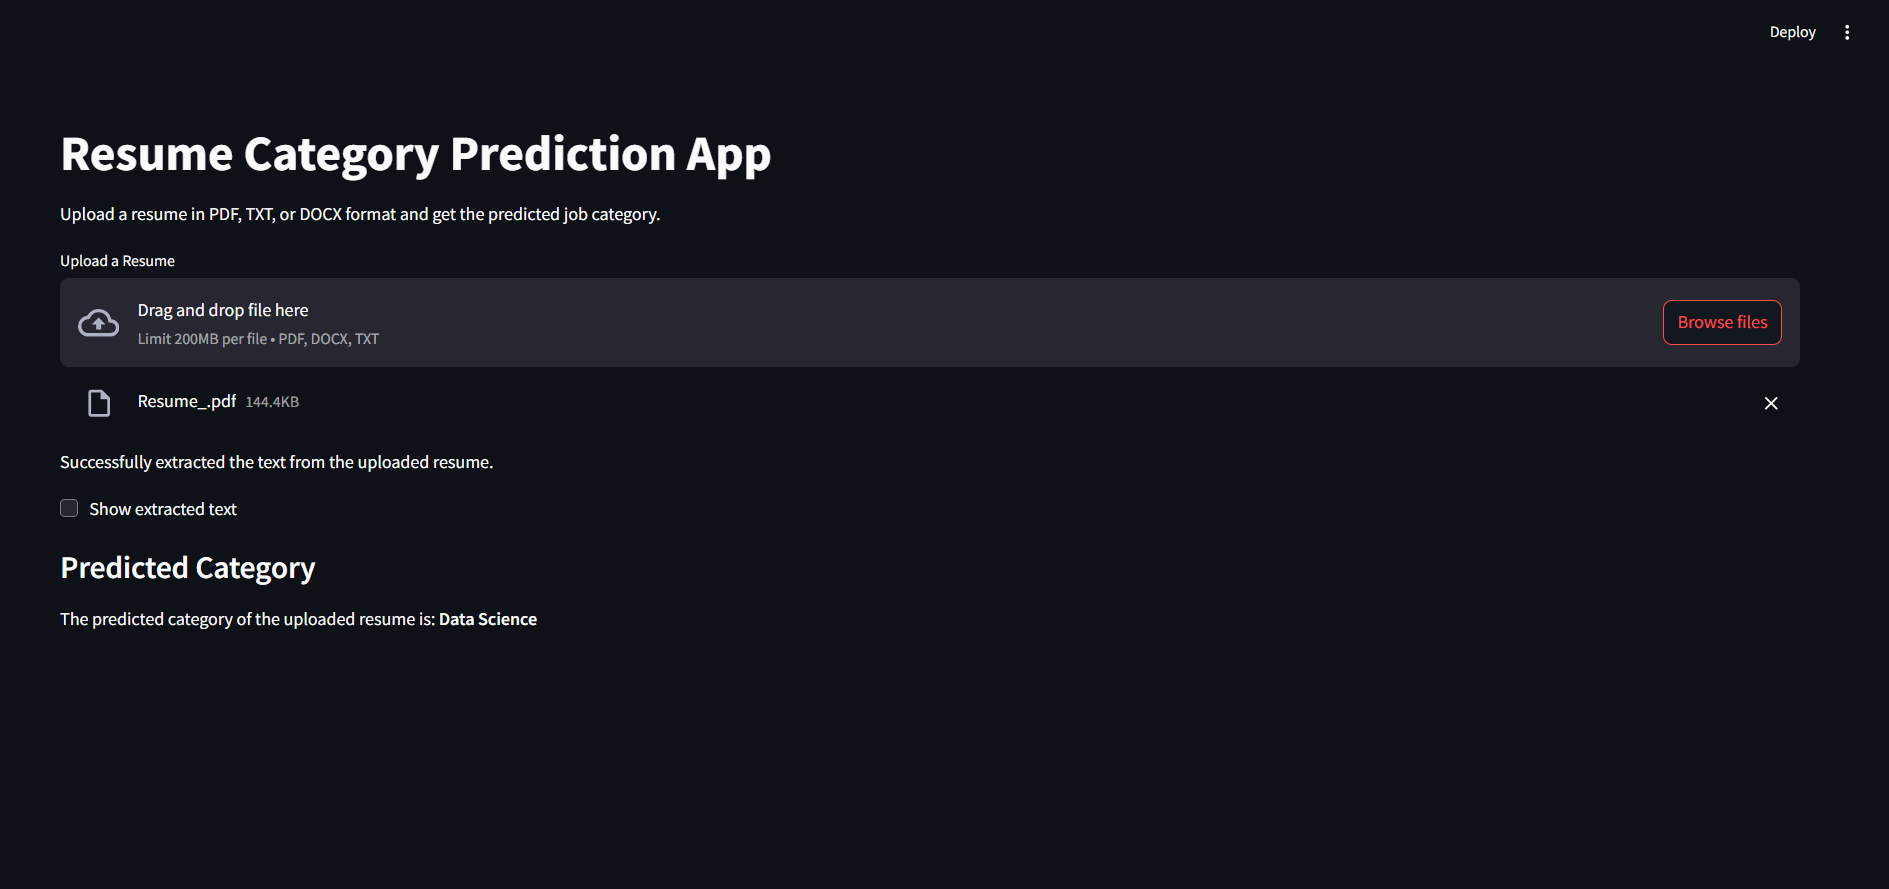 Deploy
Resume Category Prediction App
Upload a resume in PDF, TXT, or DOCX format and get the predicted job category.
Upload a Resume
Drag and drop file here
Limit 200MB per file • PDF, DOCX, TXT
Browse files
Resume_.pdf 144.4KB
Successfully extracted the text from the uploaded resume.
Show extracted text
Predicted Category
The predicted category of the uploaded resume is: Data Science